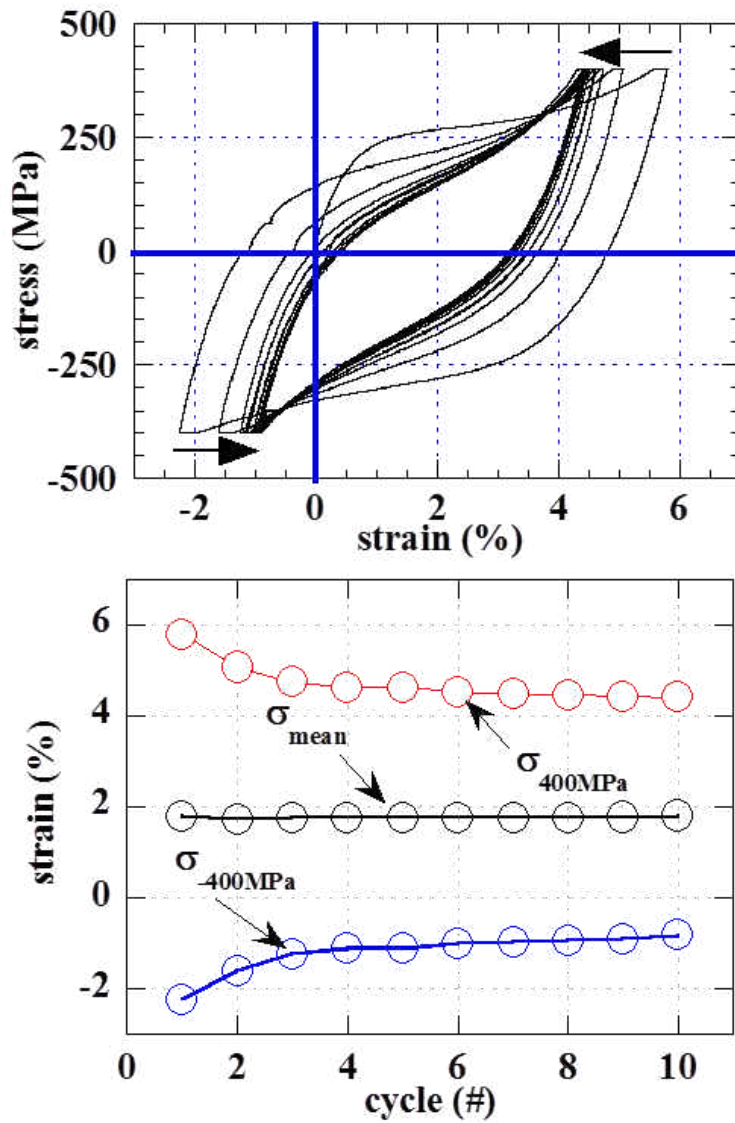 500
250
0
-250
-500
stress (MPa)
-2 0 2 4 6
strain (%)
6
4
2
0
-2
strain (%)
σmean
σ400MPa
σ-400MPa
0 2 4 6 8 10
cycle (#)